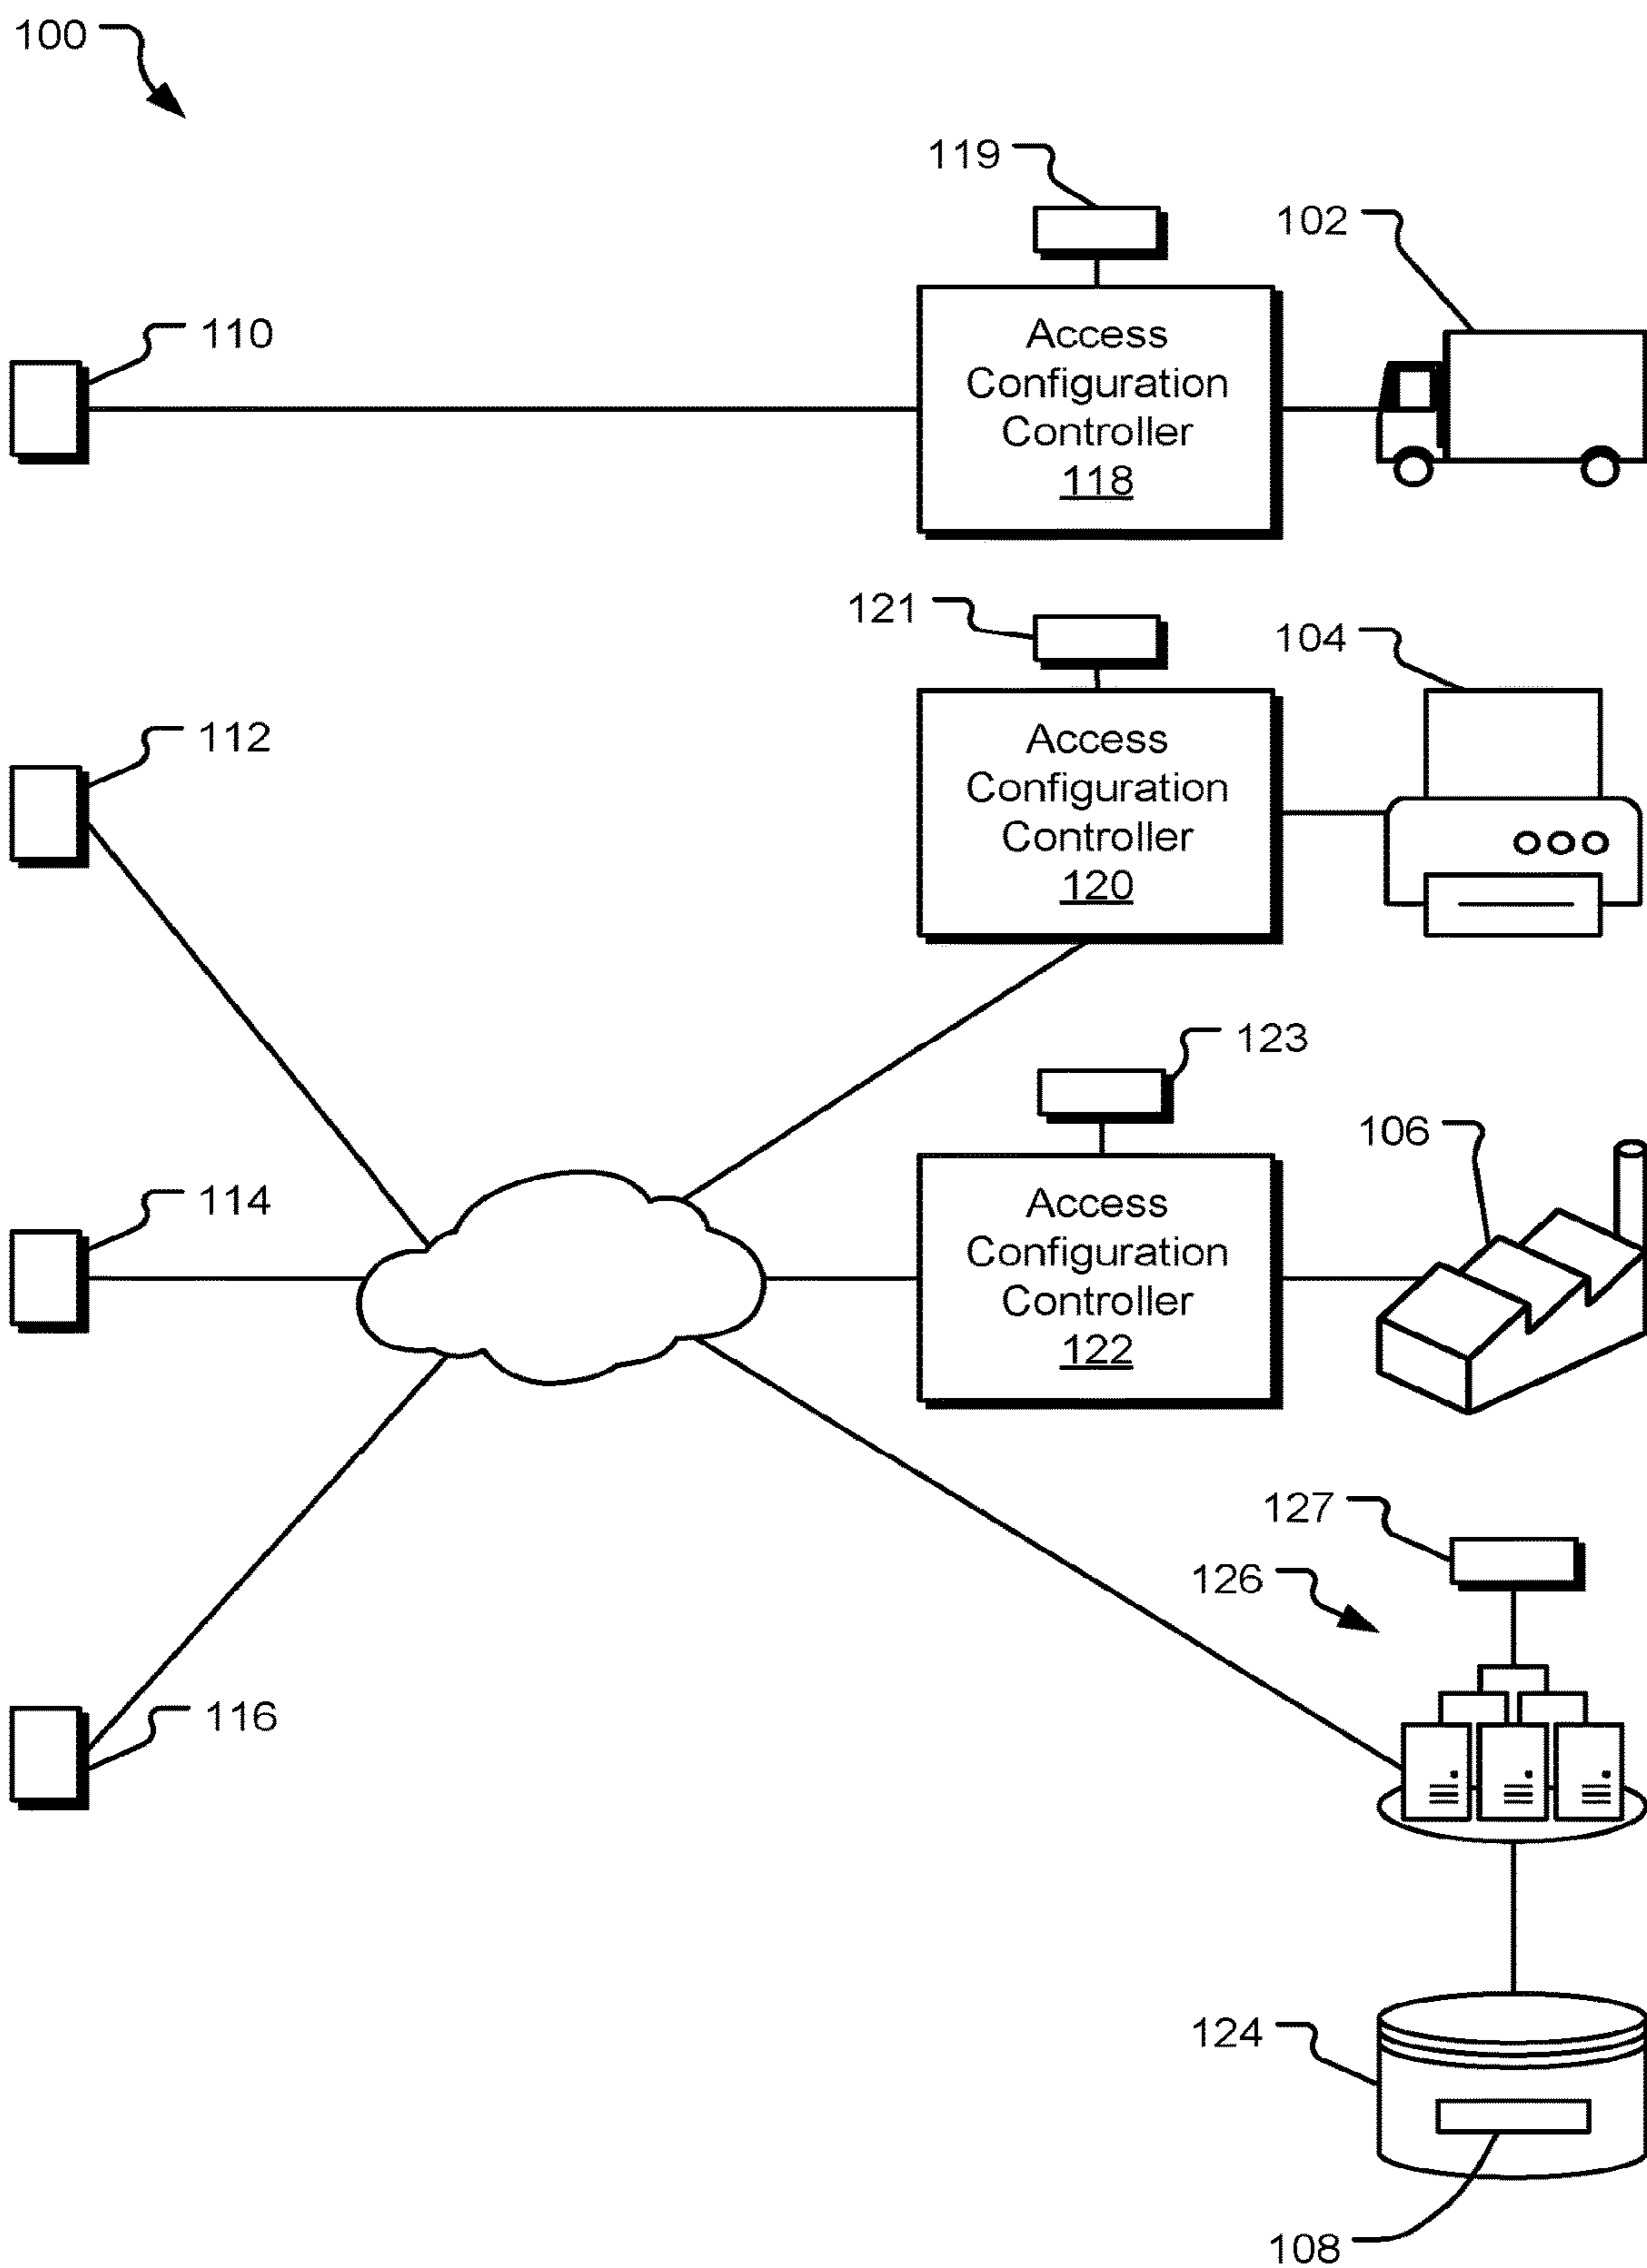 100
119
102
110
Access
Configuration
Controller
118
121
104
112
Access
Configuration
Controller
120
123
106
114
Access
Configuration
Controller
122
127
126
116
124
108